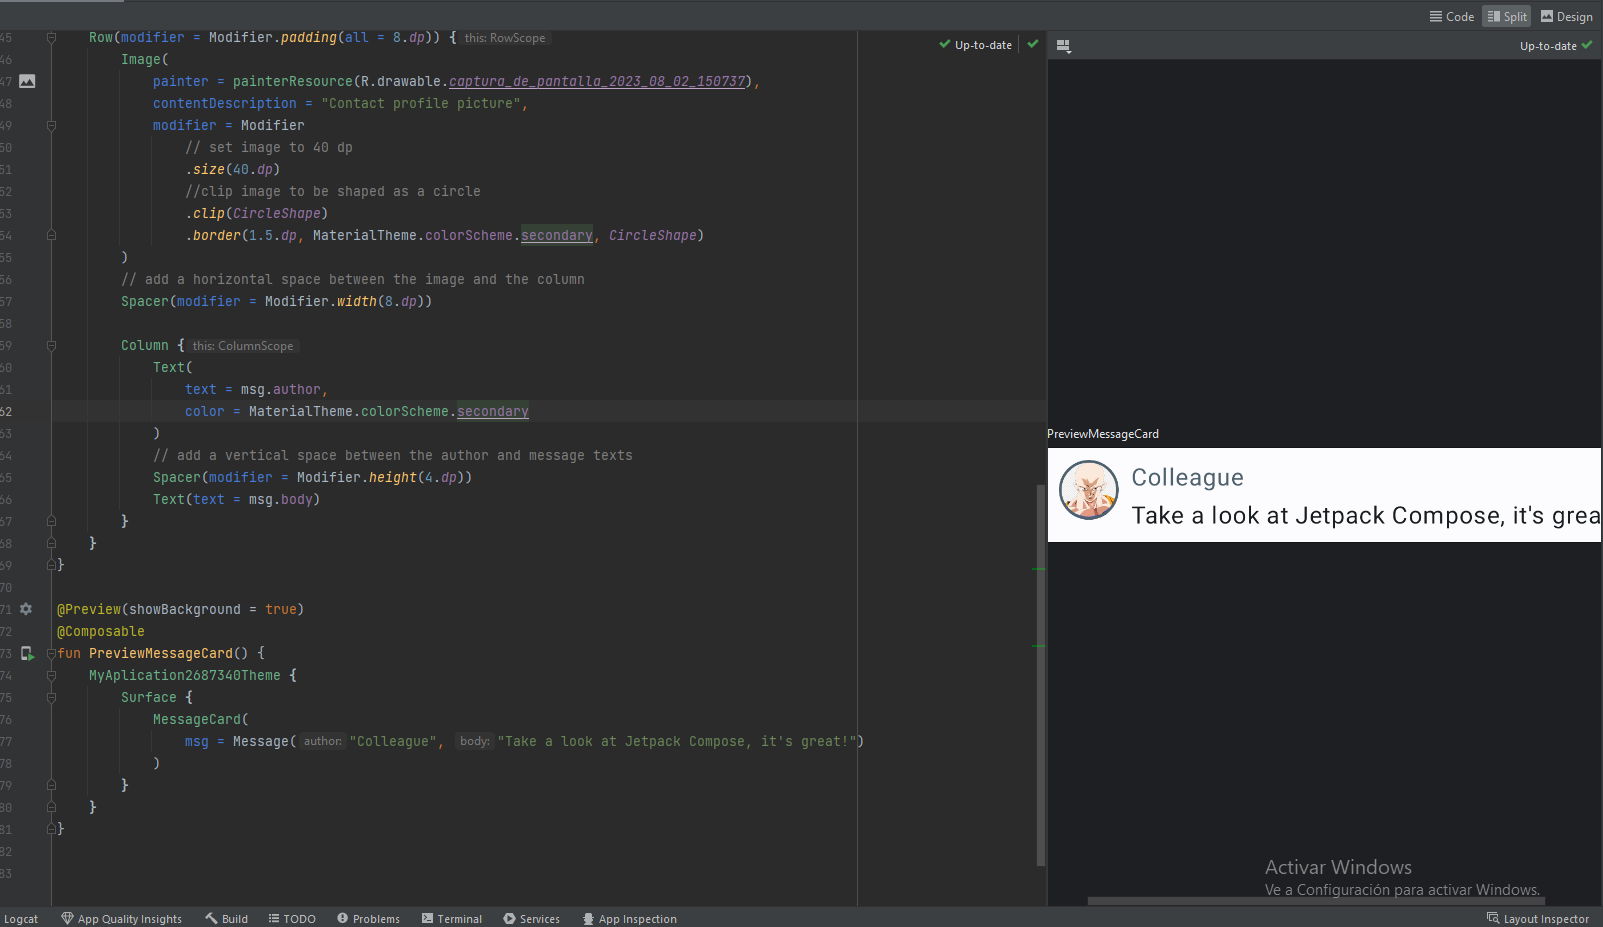 Code Split Design
45 Row(modifier = Modifier.padding(all = 8.dp)) { this: RowScope
Up-to-date
Up-to-date
46 Image(
47 painter = painterResource(R.drawable.captura_de_pantalla_2023_08_02_150737),
48 contentDescription = "Contact profile picture",
49 modifier = Modifier
50 // set image to 40 dp
51 .size(40.dp)
52 //clip image to be shaped as a circle
53 .clip(CircleShape)
54 .border(1.5.dp, MaterialTheme.colorScheme.secondary, CircleShape)
55 )
56 // add a horizontal space between the image and the column
57 Spacer(modifier = Modifier.width(8.dp))
58
59 Column { this: ColumnScope
60 Text(
61 text = msg.author,
62 color = MaterialTheme.colorScheme.secondary
63 )
64 // add a vertical space between the author and message texts
65 Spacer(modifier = Modifier.height(4.dp))
66 Text(text = msg.body)
67 }
68 }
69 }
70
71 @Preview(showBackground = true)
72 @Composable
73 fun PreviewMessageCard() {
74 MyAplication2687340Theme {
75 Surface {
76 MessageCard(
77 msg = Message( author: "Colleague", body: "Take a look at Jetpack Compose, it's great!")
78 )
79 }
80 }
81 }
82
83
PreviewMessageCard
Colleague
Take a look at Jetpack Compose, it's grea
Activar Windows
Ve a Configuración para activar Windows.
Logcat App Quality Insights Build TODO Problems Terminal Services App Inspection Layout Inspector